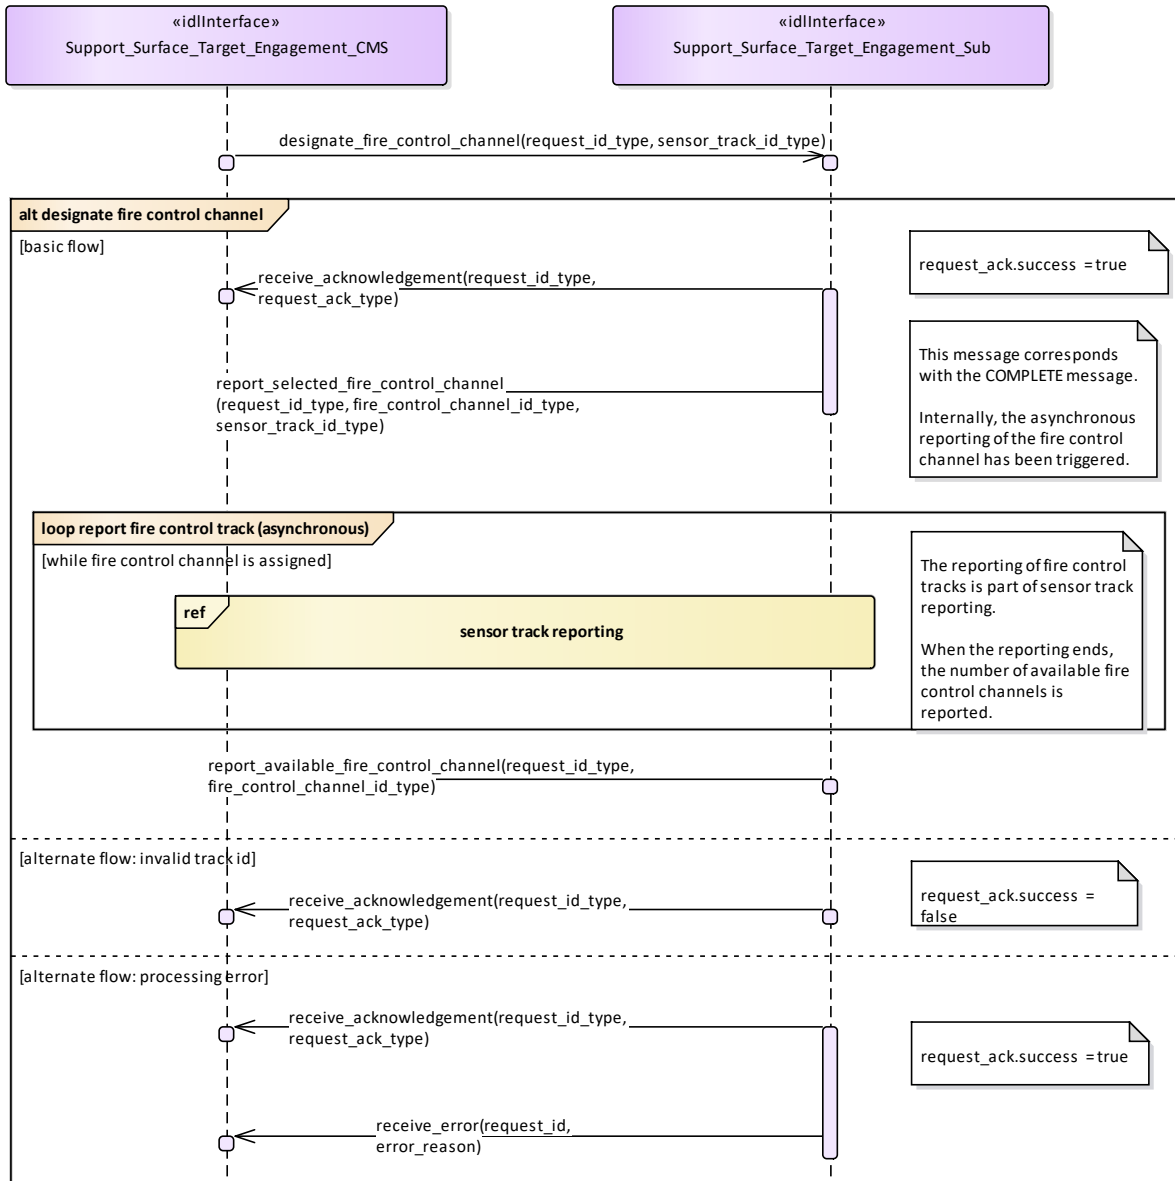 «idlInterface»
Support_Surface_Target_Engagement_CMS
«idlInterface»
Support_Surface_Target_Engagement_Sub
designate_fire_control_channel(request_id_type, sensor_track_id_type)
alt designate fire control channel
[basic flow]
request_ack.success = true
receive_acknowledgement(request_id_type,
request_ack_type)
This message corresponds
with the COMPLETE message.
Internally, the asynchronous
reporting of the fire control
channel has been triggered.
report_selected_fire_control_channel
(request_id_type, fire_control_channel_id_type,
sensor_track_id_type)
loop report fire control track (asynchronous)
[while fire control channel is assigned]
The reporting of fire control
tracks is part of sensor track
reporting.
When the reporting ends,
the number of available fire
control channels is
reported.
ref
sensor track reporting
report_available_fire_control_channel(request_id_type,
fire_control_channel_id_type)
[alternate flow: invalid track id]
request_ack.success =
false
receive_acknowledgement(request_id_type,
request_ack_type)
[alternate flow: processing error]
receive_acknowledgement(request_id_type,
request_ack_type)
request_ack.success = true
receive_error(request_id,
error_reason)